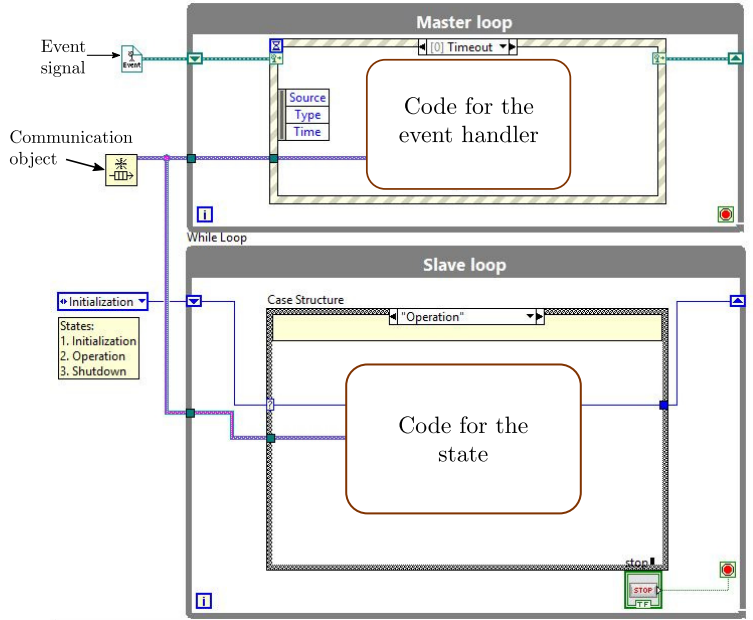 Master loop
Event
signal
Event
[0] Timeout
Source
Type
Time
Code for the
event handler
Communication
object
i
While Loop
Slave loop
Initialization
Case Structure
"Operation"
States:
1. Initialization
2. Operation
3. Shutdown
?
Code for the
state
stop
STOP
TF
i